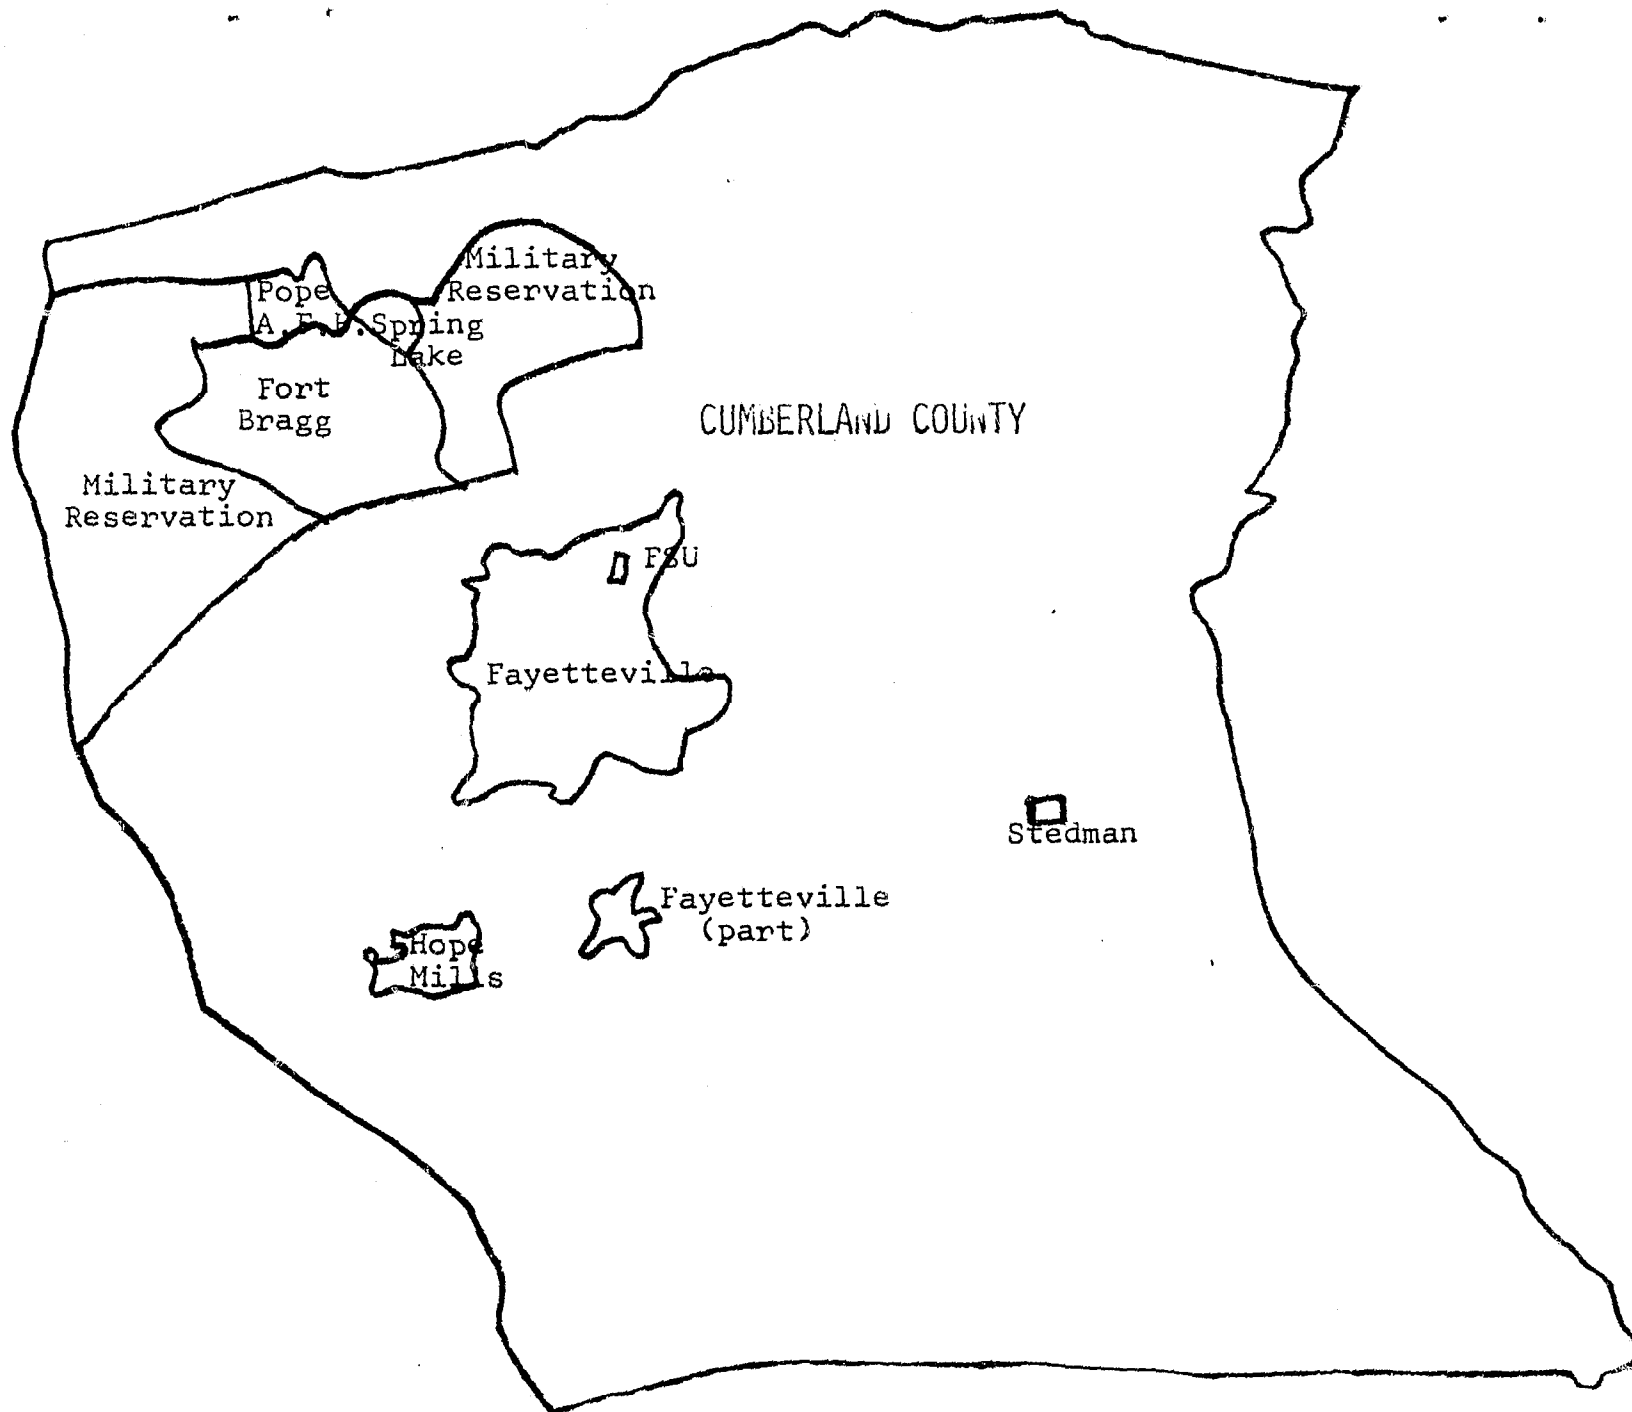 Military
Reservation
Pope
A.F.B.
Spring
Lake
Fort
Bragg
CUMBERLAND COUNTY
Military
Reservation
FSU
Fayetteville
Stedman
Fayetteville
(part)
Hope
Mills